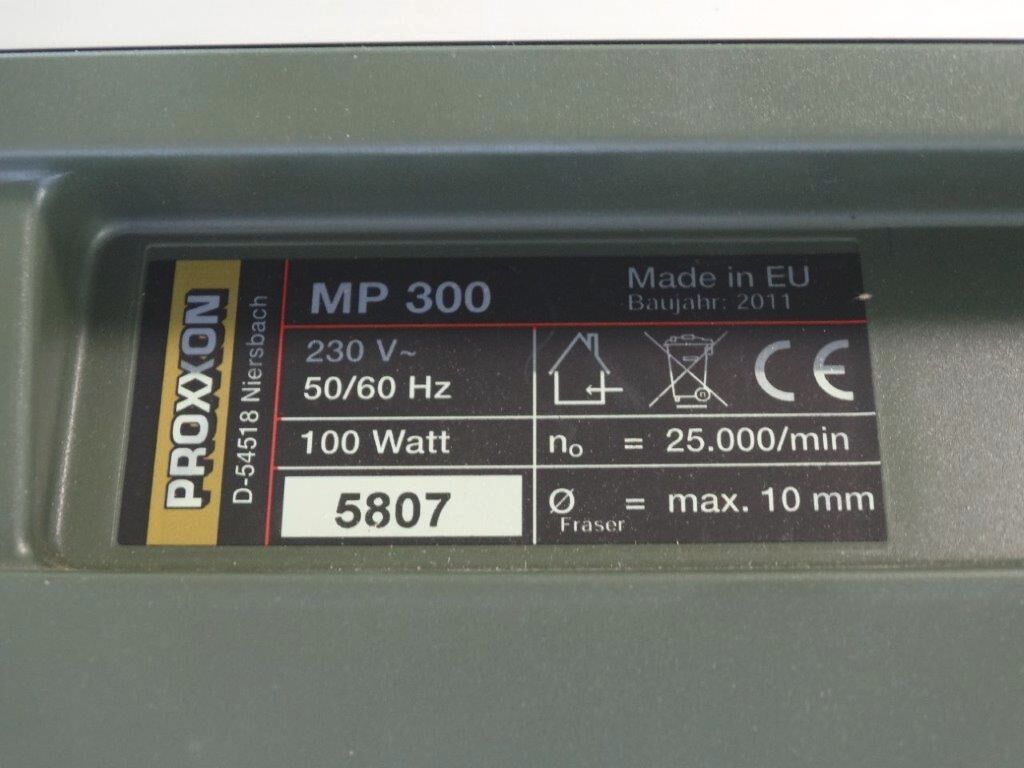 PROXXON
D-54518 Niersbach
MP 300
Made in EU
Baujahr: 2011
230 V~
50/60 Hz
CE
100 Watt
n₀ = 25.000/min
5807
Ø = max. 10 mm
Fräser